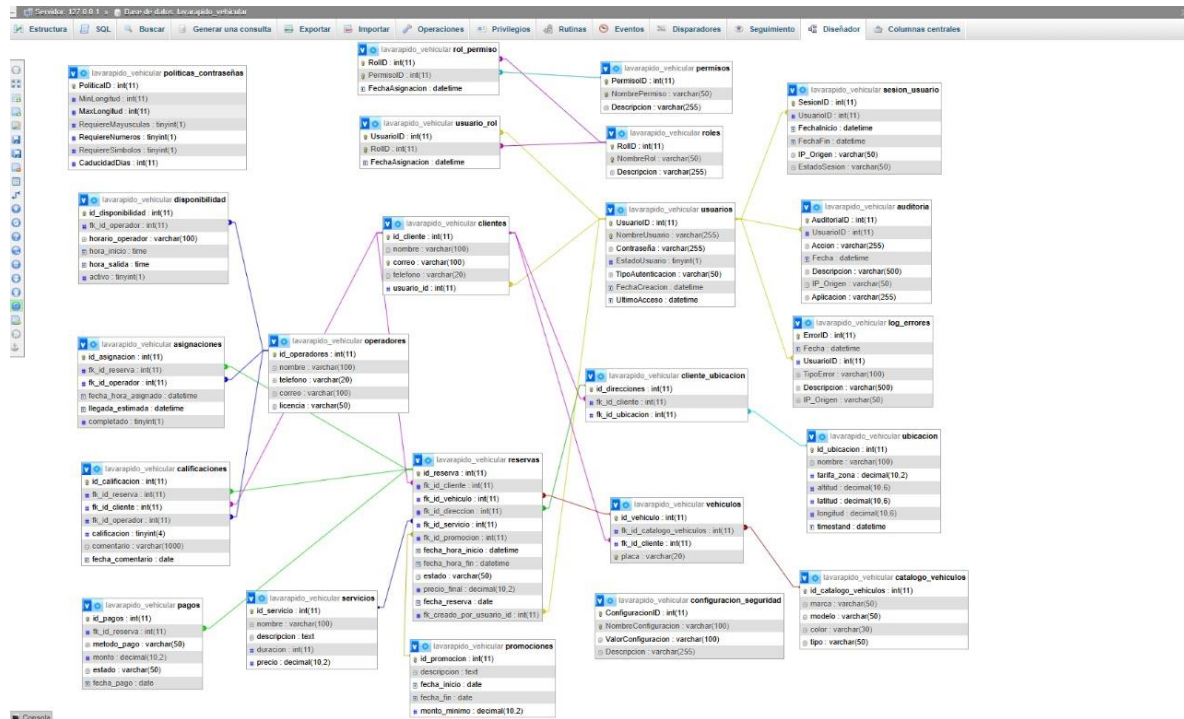 Servidor: 127.0.0.1 » Base de datos: lavarapido_vehicular
Estructura SQL Buscar Generar una consulta Exportar Importar Operaciones Privilegios Rutinas Eventos Disparadores Seguimiento Diseñador Columnas centrales
lavarapido_vehicular politicas_contraseñas
PoliticaID : int(11)
MinLongitud : int(11)
MaxLongitud : int(11)
RequiereMayusculas : tinyint(1)
RequiereNumeros : tinyint(1)
RequiereSimbolos : tinyint(1)
CaducidadDias : int(11)
lavarapido_vehicular rol_permiso
RolID : int(11)
PermisoID : int(11)
FechaAsignacion : datetime
lavarapido_vehicular permisos
PermisoID : int(11)
NombrePermiso : varchar(50)
Descripcion : varchar(255)
lavarapido_vehicular sesion_usuario
SesionID : int(11)
UsuarioID : int(11)
FechaInicio : datetime
FechaFin : datetime
IP_Origen : varchar(50)
EstadoSesion : varchar(50)
lavarapido_vehicular usuario_rol
UsuarioID : int(11)
RolID : int(11)
FechaAsignacion : datetime
lavarapido_vehicular roles
RolID : int(11)
NombreRol : varchar(50)
Descripcion : varchar(255)
lavarapido_vehicular disponibilidad
id_disponibilidad : int(11)
fk_id_operador : int(11)
horario_operador : varchar(100)
hora_inicio : time
hora_salida : time
activo : tinyint(1)
lavarapido_vehicular clientes
id_cliente : int(11)
nombre : varchar(100)
correo : varchar(100)
telefono : varchar(20)
usuario_id : int(11)
lavarapido_vehicular usuarios
UsuarioID : int(11)
NombreUsuario : varchar(255)
Contraseña : varchar(255)
EstadoUsuario : tinyint(1)
TipoAutenticacion : varchar(50)
FechaCreacion : datetime
UltimoAcceso : datetime
lavarapido_vehicular auditoria
AuditoriaID : int(11)
UsuarioID : int(11)
Accion : varchar(255)
Fecha : datetime
Descripcion : varchar(500)
IP_Origen : varchar(50)
Aplicacion : varchar(255)
lavarapido_vehicular log_errores
ErrorID : int(11)
Fecha : datetime
UsuarioID : int(11)
TipoError : varchar(100)
Descripcion : varchar(500)
IP_Origen : varchar(50)
lavarapido_vehicular asignaciones
id_asignacion : int(11)
fk_id_reserva : int(11)
fk_id_operador : int(11)
fecha_hora_asignado : datetime
llegada_estimada : datetime
completado : tinyint(1)
lavarapido_vehicular operadores
id_operadores : int(11)
nombre : varchar(100)
telefono : varchar(20)
correo : varchar(100)
licencia : varchar(50)
lavarapido_vehicular cliente_ubicacion
id_direcciones : int(11)
fk_id_cliente : int(11)
fk_id_ubicacion : int(11)
lavarapido_vehicular ubicacion
id_ubicacion : int(11)
nombre : varchar(100)
tarifa_zona : decimal(10,2)
altitud : decimal(10,6)
latitud : decimal(10,6)
longitud : decimal(10,6)
timestand : datetime
lavarapido_vehicular calificaciones
id_calificacion : int(11)
fk_id_reserva : int(11)
fk_id_cliente : int(11)
fk_id_operador : int(11)
calificacion : tinyint(4)
comentario : varchar(1000)
fecha_comentario : date
lavarapido_vehicular reservas
id_reserva : int(11)
fk_id_cliente : int(11)
fk_id_vehiculo : int(11)
fk_id_direccion : int(11)
fk_id_servicio : int(11)
fk_id_promocion : int(11)
fecha_hora_inicio : datetime
fecha_hora_fin : datetime
estado : varchar(50)
precio_final : decimal(10,2)
fecha_reserva : date
fk_creado_por_usuario_id : int(11)
lavarapido_vehicular vehiculos
id_vehiculo : int(11)
fk_id_catalogo_vehiculos : int(11)
fk_id_cliente : int(11)
placa : varchar(20)
lavarapido_vehicular catalogo_vehiculos
id_catalogo_vehiculos : int(11)
marca : varchar(50)
modelo : varchar(50)
color : varchar(30)
tipo : varchar(50)
lavarapido_vehicular pagos
id_pagos : int(11)
fk_id_reserva : int(11)
metodo_pago : varchar(50)
monto : decimal(10,2)
estado : varchar(50)
fecha_pago : date
lavarapido_vehicular servicios
id_servicio : int(11)
nombre : varchar(100)
descripcion : text
duracion : int(11)
precio : decimal(10,2)
lavarapido_vehicular configuracion_seguridad
ConfiguracionID : int(11)
NombreConfiguracion : varchar(100)
ValorConfiguracion : varchar(100)
Descripcion : varchar(255)
lavarapido_vehicular promociones
id_promocion : int(11)
descripcion : text
fecha_inicio : date
fecha_fin : date
monto_minimo : decimal(10,2)
Consola